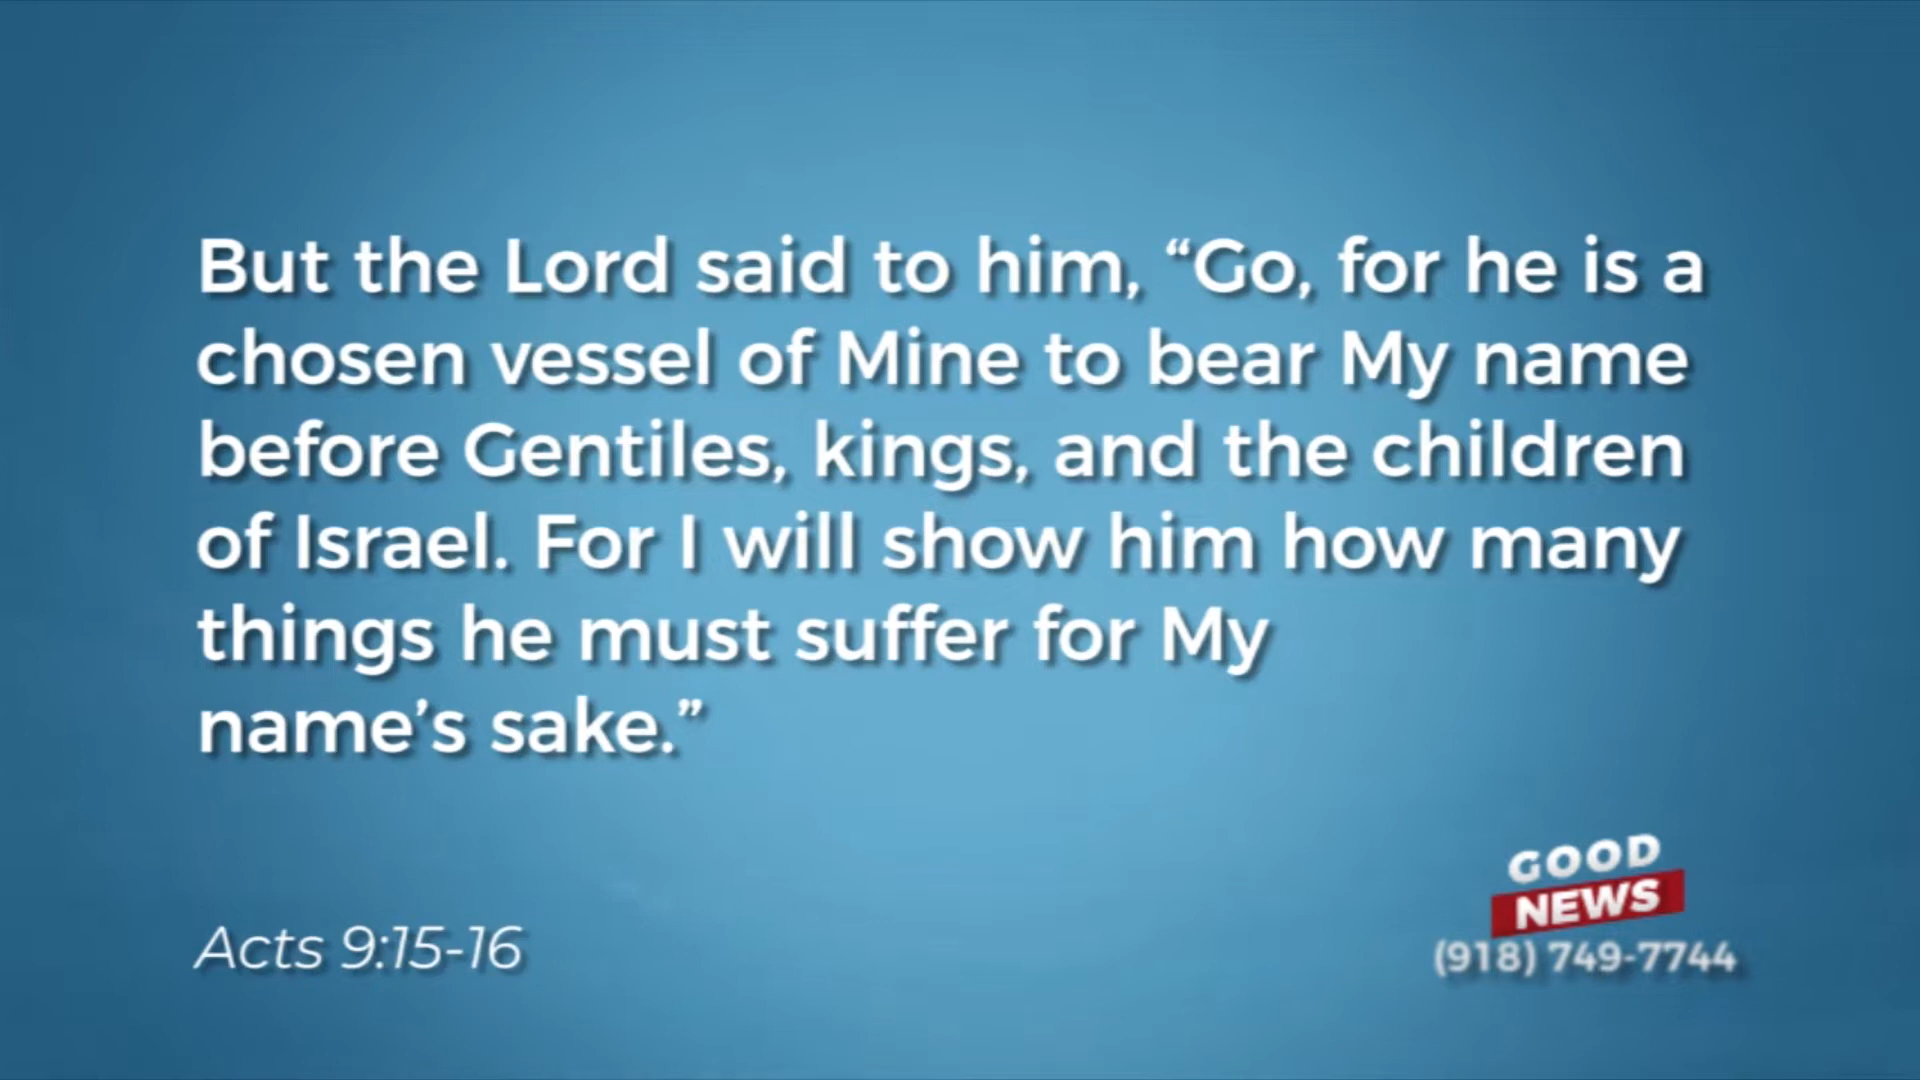 But the Lord said to him, “Go, for he is a
chosen vessel of Mine to bear My name
before Gentiles, kings, and the children
of Israel. For I will show him how many
things he must suffer for My
name’s sake.”
Acts 9:15-16
GOOD
NEWS
(918) 749-7744